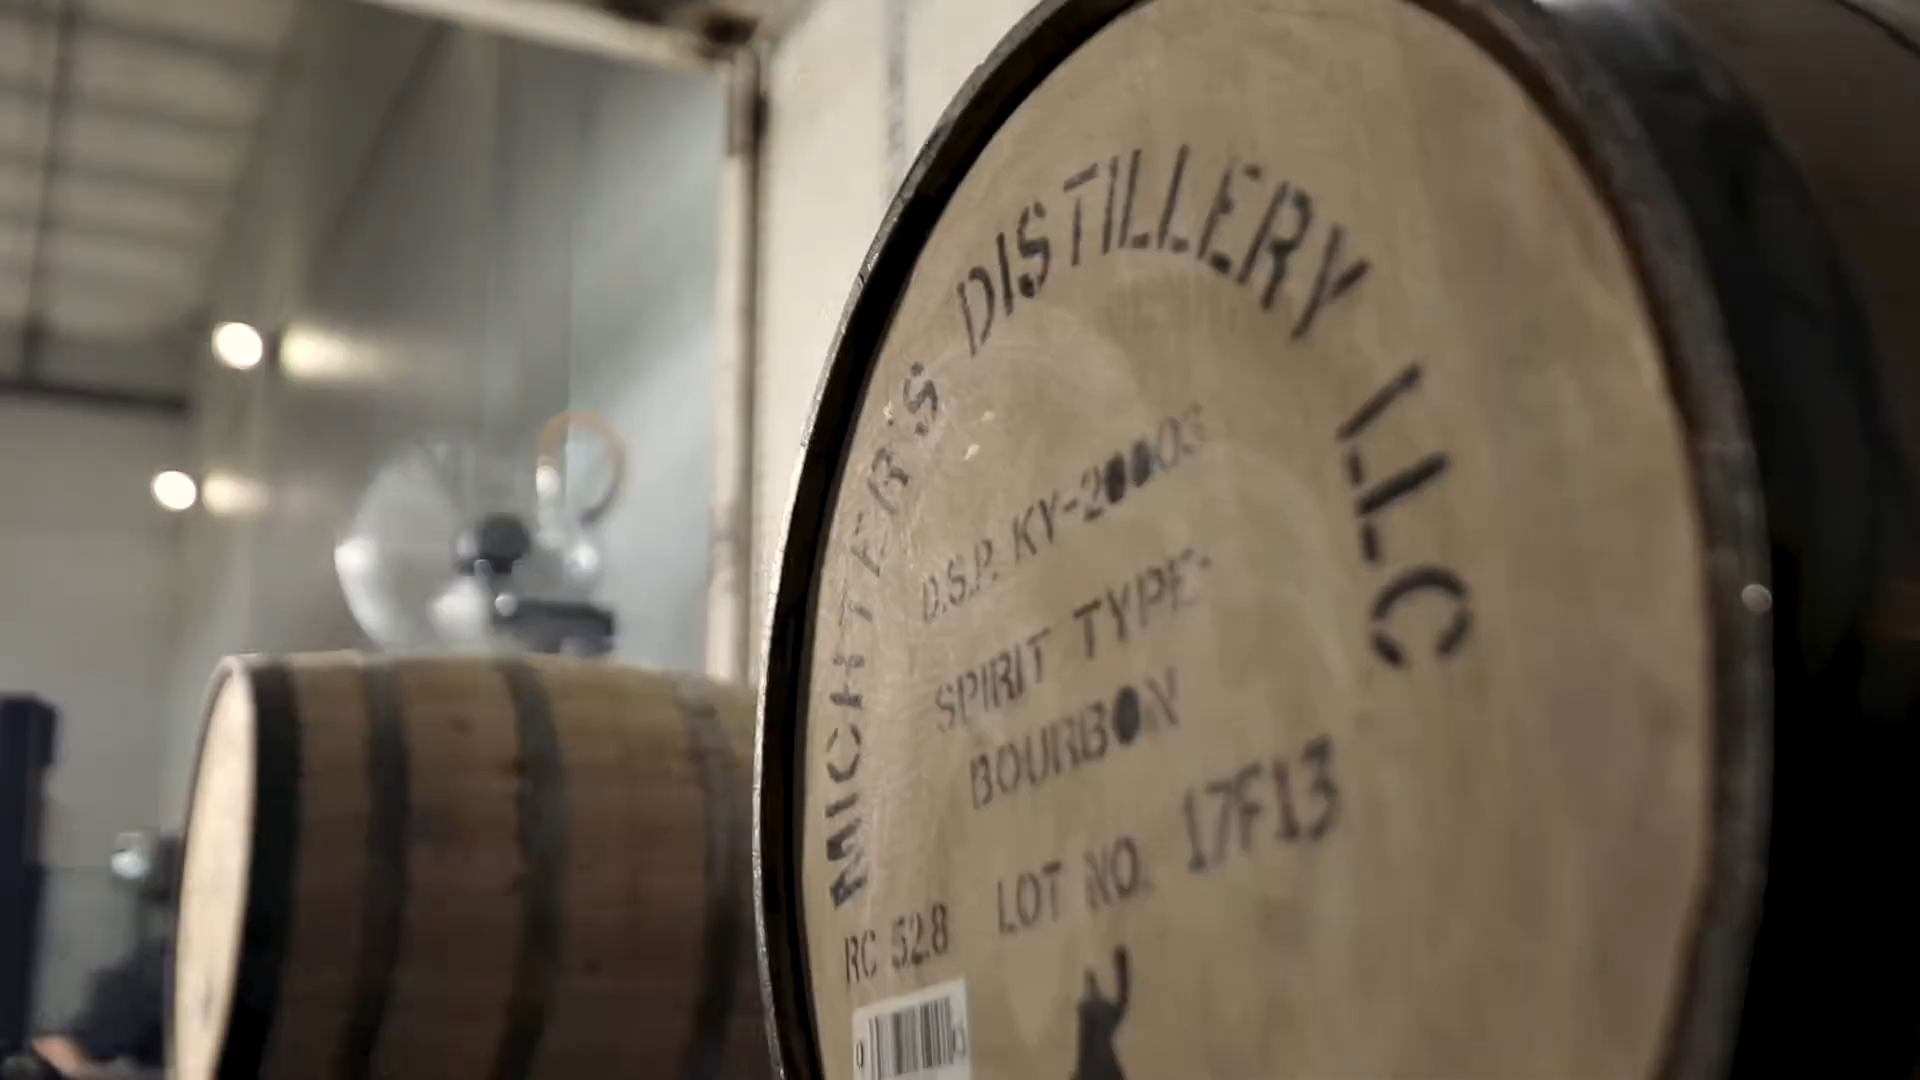 MICHTER'S DISTILLERY LLC
D.S.P. KY-20003
SPIRIT TYPE-
BOURBON
LOT NO. 17F13
RC 528